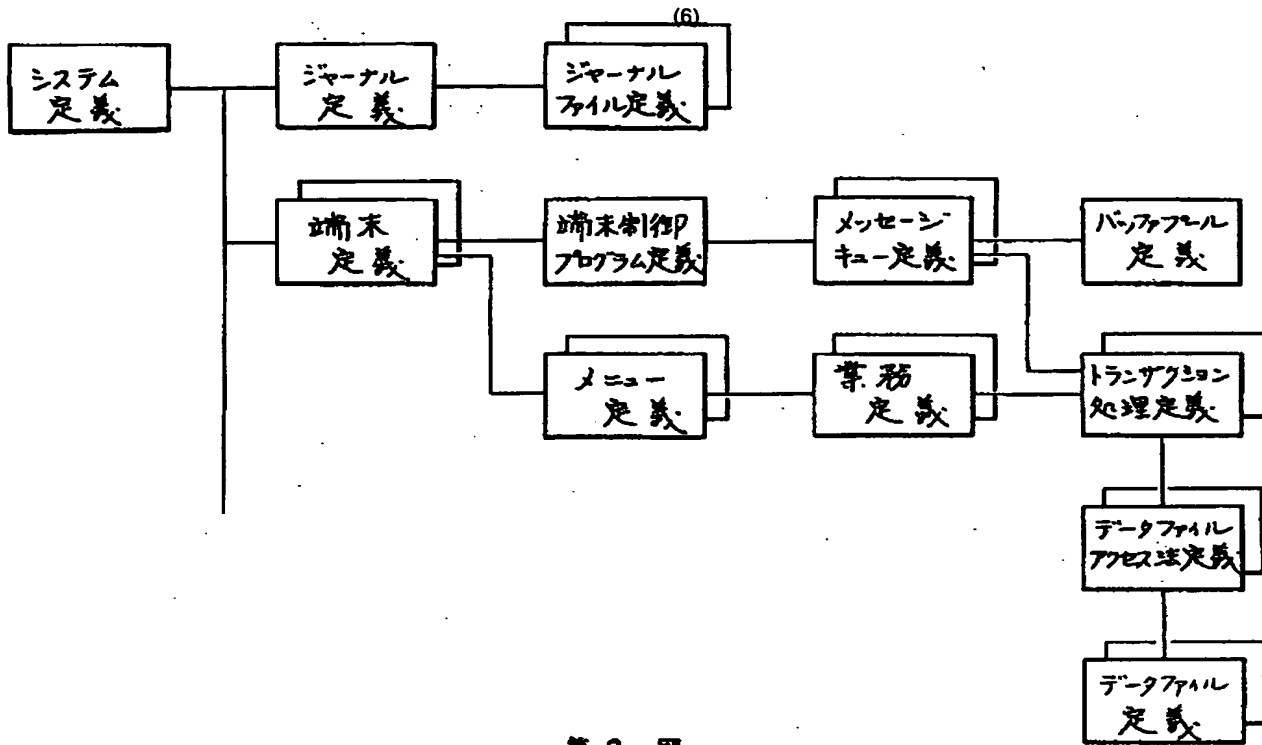 (6)
システム
定義
ジャーナル
定義
ジャーナル
ファイル定義
端末
定義
端末制御
プログラム定義
メッセージ
キュー定義
バッファプール
定義
メニュー
定義
業務
定義
トランザクション
処理定義
データファイル
アクセス法定義
データファイル
定義